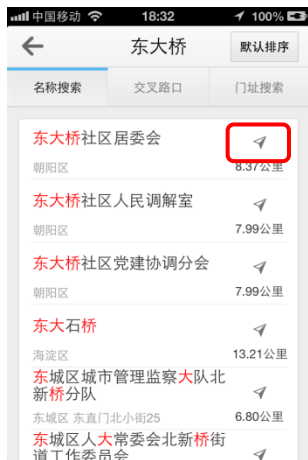 中国移动 18:32 100%
东大桥 默认排序
名称搜索 交叉路口 门址搜索
东大桥社区居委会
朝阳区 8.37公里
东大桥社区人民调解室
朝阳区 7.99公里
东大桥社区党建协调分会
朝阳区 7.99公里
东大石桥
海淀区 13.21公里
东城区城市管理监察大队北
新桥分队
东城区 东直门北小街25 6.80公里
东城区人大常委会北新桥街
道工作委员会